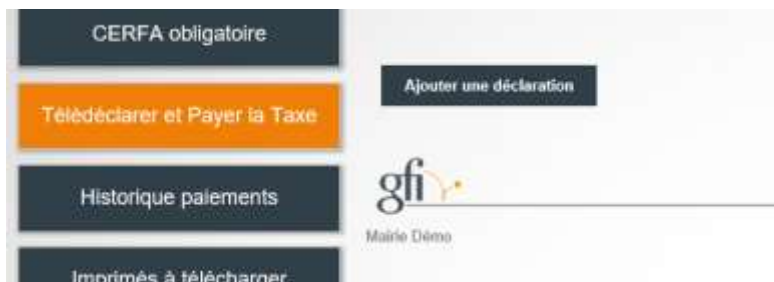 CERFA obligatoire
Ajouter une déclaration
Télédéclarer et Payer la Taxe
Historique paiements
gfi
Mairie Démo
Imprimés à télécharger